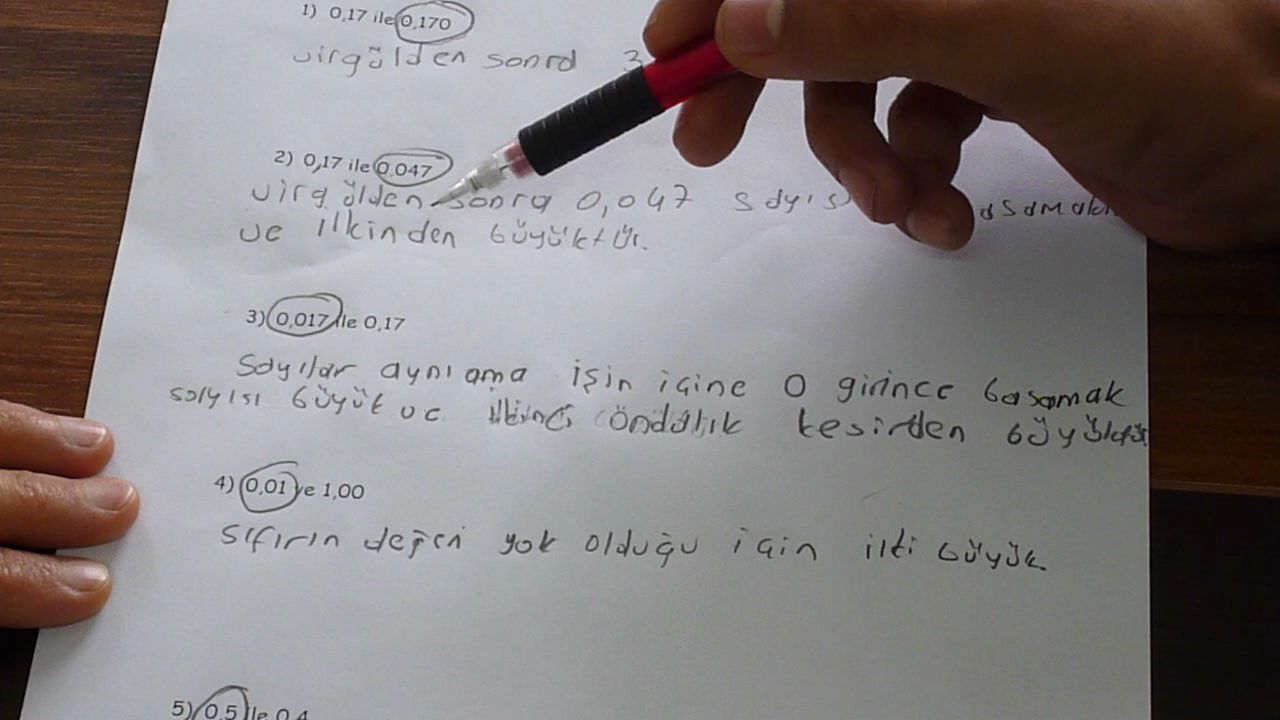 1) 0,17 ile 0,170
virgülden sonra 3
2) 0,17 ile 0,047
virgülden sonra 0,047 sayıs
ve ilkinden büyüktür.
3) 0,017 ile 0,17
Sayılar aynı ama işin içine 0 girince basamak
sayısı büyük ve öndalık kesirden büyüktür
4) 0,01 ve 1,00
Sıfırın değeri yok olduğu için ilki büyük.
5) 0,5 ile 0,4